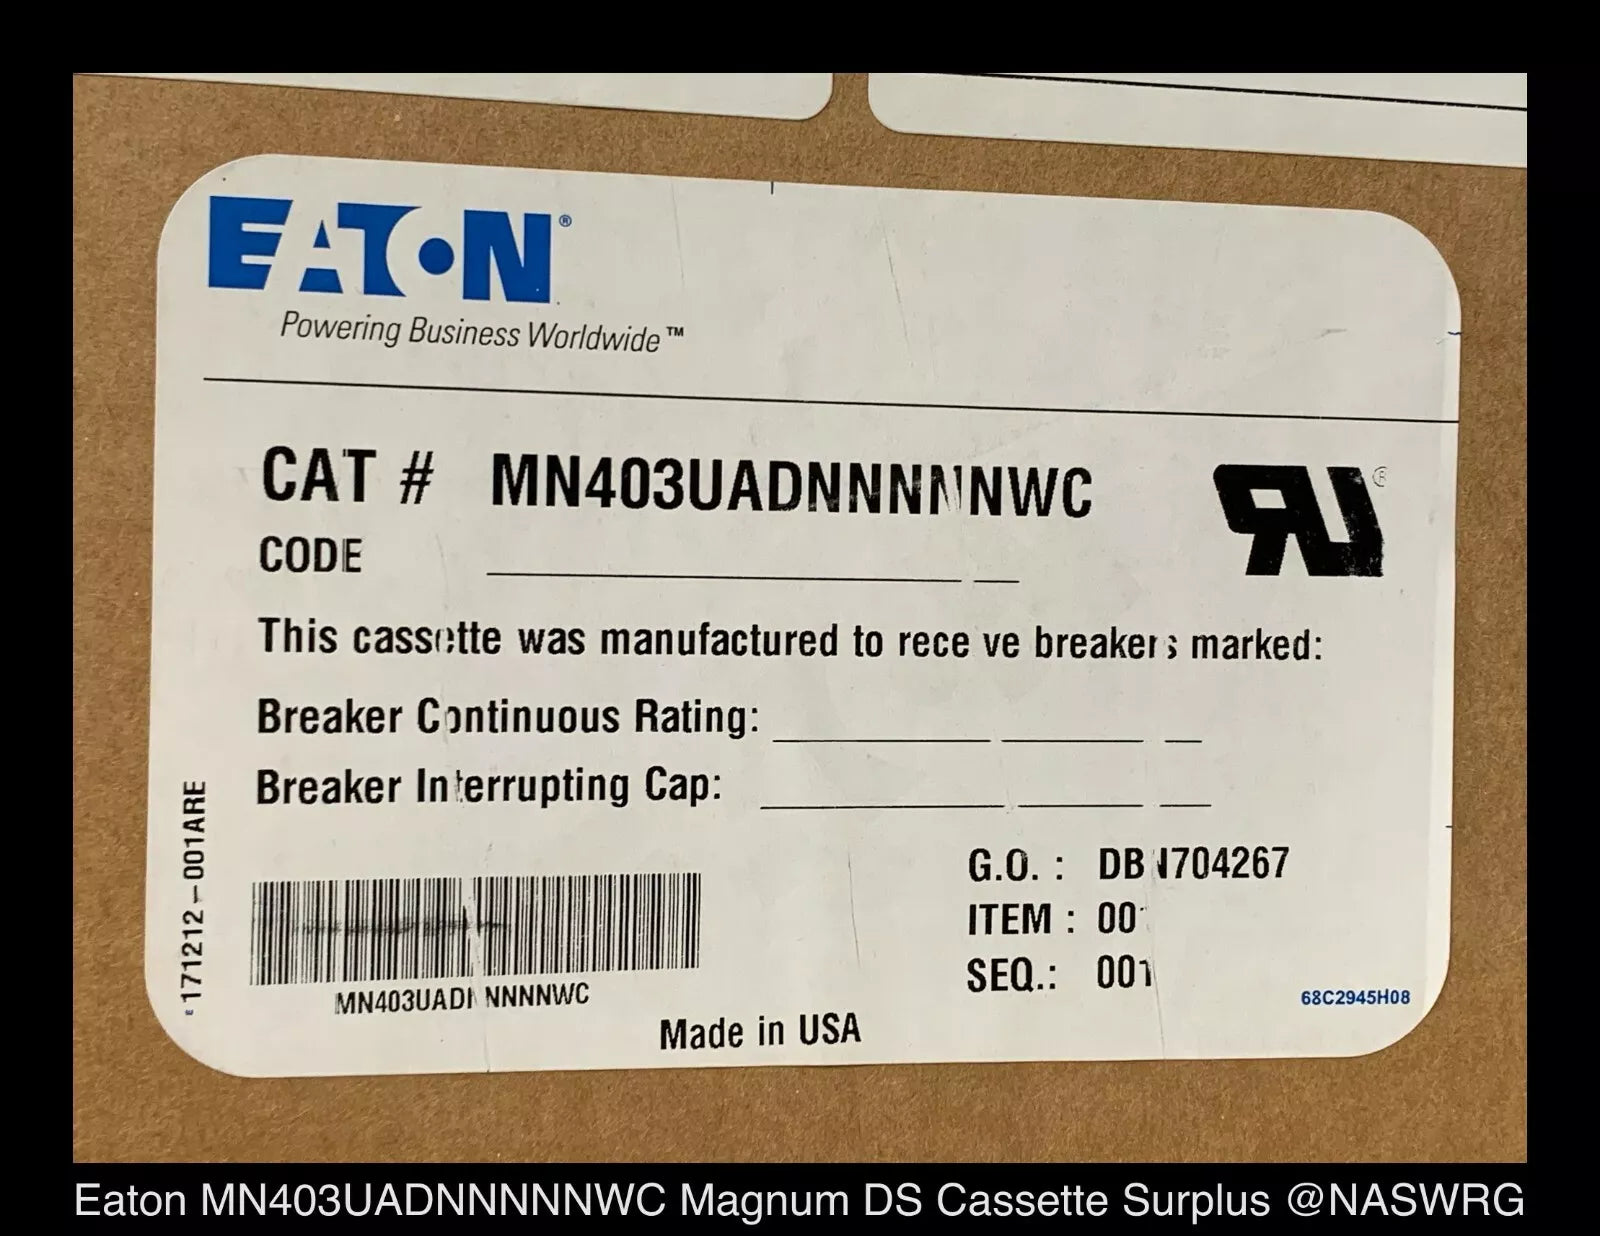 EATON®
Powering Business Worldwide™
CAT # MN403UADNNNNNWC
CODE
This cassette was manufactured to receive breakers marked:
Breaker Continuous Rating:
Breaker Interrupting Cap:
171212-001ARE
MN403UADNNNNNWC
G.O. : DBN704267
ITEM : 001
SEQ.: 001
68C2945H08
Made in USA
Eaton MN403UADNNNNNWC Magnum DS Cassette Surplus @NASWRG